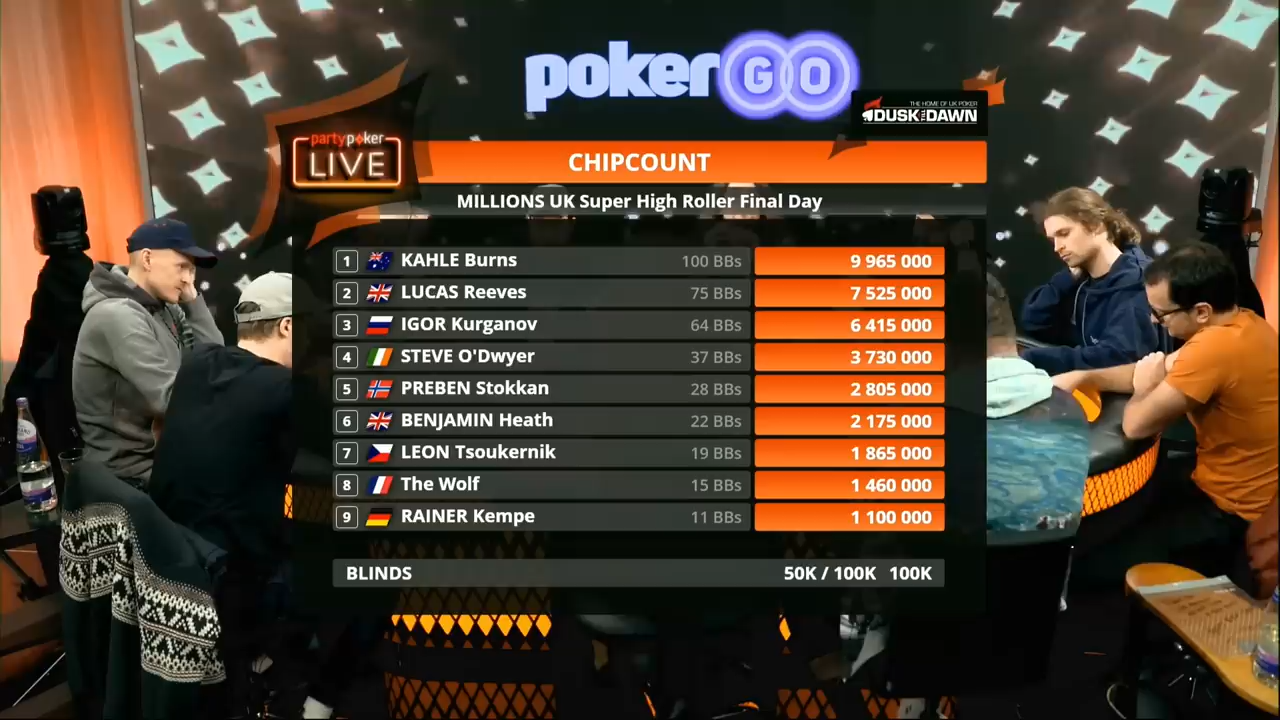 poker GO
THE HOME OF UK POKER
DUSK TILL DAWN
partypoker
LIVE
CHIPCOUNT
MILLIONS UK Super High Roller Final Day
1 KAHLE Burns 100 BBs 9 965 000
2 LUCAS Reeves 75 BBs 7 525 000
3 IGOR Kurganov 64 BBs 6 415 000
4 STEVE O'Dwyer 37 BBs 3 730 000
5 PREBEN Stokkan 28 BBs 2 805 000
6 BENJAMIN Heath 22 BBs 2 175 000
7 LEON Tsoukernik 19 BBs 1 865 000
8 The Wolf 15 BBs 1 460 000
9 RAINER Kempe 11 BBs 1 100 000
BLINDS 50K / 100K 100K